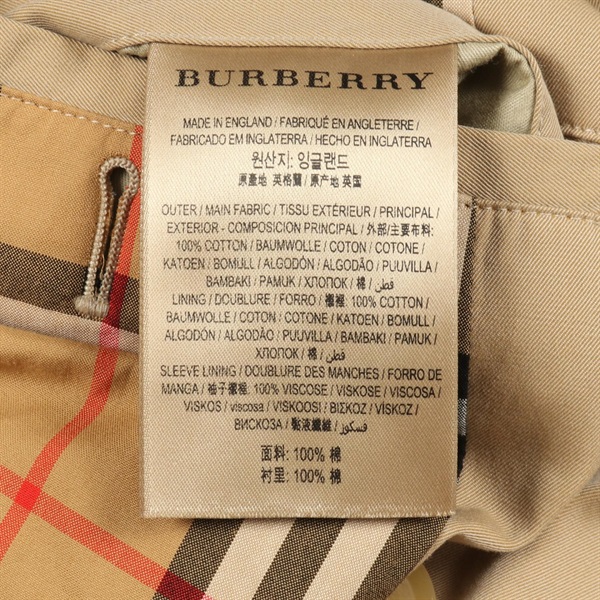 BURBERRY
MADE IN ENGLAND / FABRIQUÉ EN ANGLETERRE /
FABRICADO EM INGLATERRA / HECHO EN INGLATERRA
원산지: 잉글랜드
原產地 英格蘭 / 原产地 英国
OUTER / MAIN FABRIC / TISSU EXTÉRIEUR / PRINCIPAL /
EXTERIOR - COMPOSICION PRINCIPAL / 外部/主要布料:
100% COTTON / BAUMWOLLE / COTON / COTONE /
KATOEN / BOMULL / ALGODÓN / ALGODÃO / PUUVILLA /
BAMBAKI / PAMUK / ХЛОПОК / 棉 / قطن /
LINING / DOUBLURE / FORRO / 襯裡: 100% COTTON /
BAUMWOLLE / COTON / COTONE / KATOEN / BOMULL /
ALGODÓN / ALGODÃO / PUUVILLA / BAMBAKI / PAMUK /
ХЛОПОК / 棉 / قطن /
SLEEVE LINING / DOUBLURE DES MANCHES / FORRO DE
MANGA / 袖子襯裡: 100% VISCOSE / VISKOSE / VISCOSA /
VISKOS / viscosa / VISKOOSI / ΒΙΣΚΟΖ / VİSKOZ /
ВИСКОЗА / 黏液纖維 / فسكوز /
面料: 100% 棉
衬里: 100% 棉